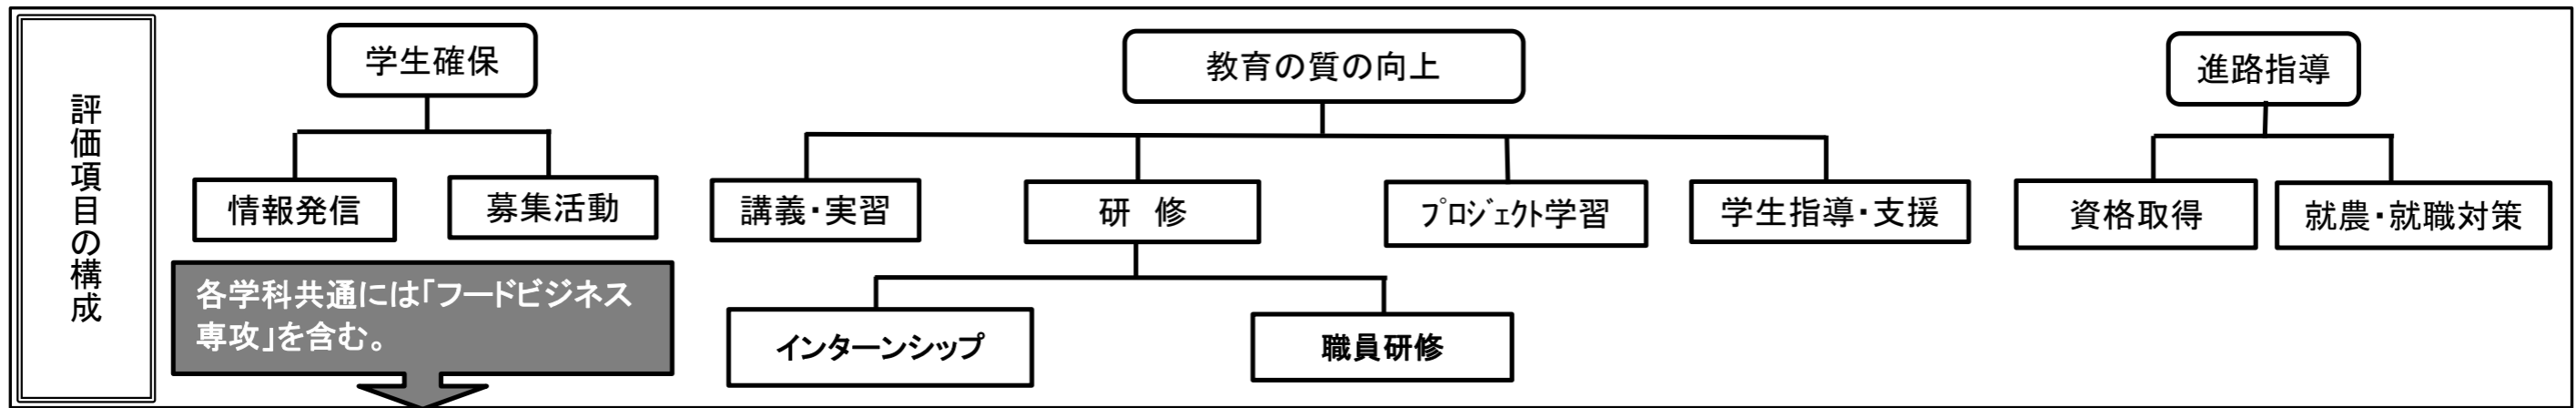 評価項目の構成
学生確保
教育の質の向上
進路指導
情報発信
募集活動
講義・実習
研　修
ﾌﾟﾛｼﾞｪｸﾄ学習
学生指導・支援
資格取得
就農・就職対策
各学科共通には「フードビジネス
専攻」を含む。
インターンシップ
職員研修